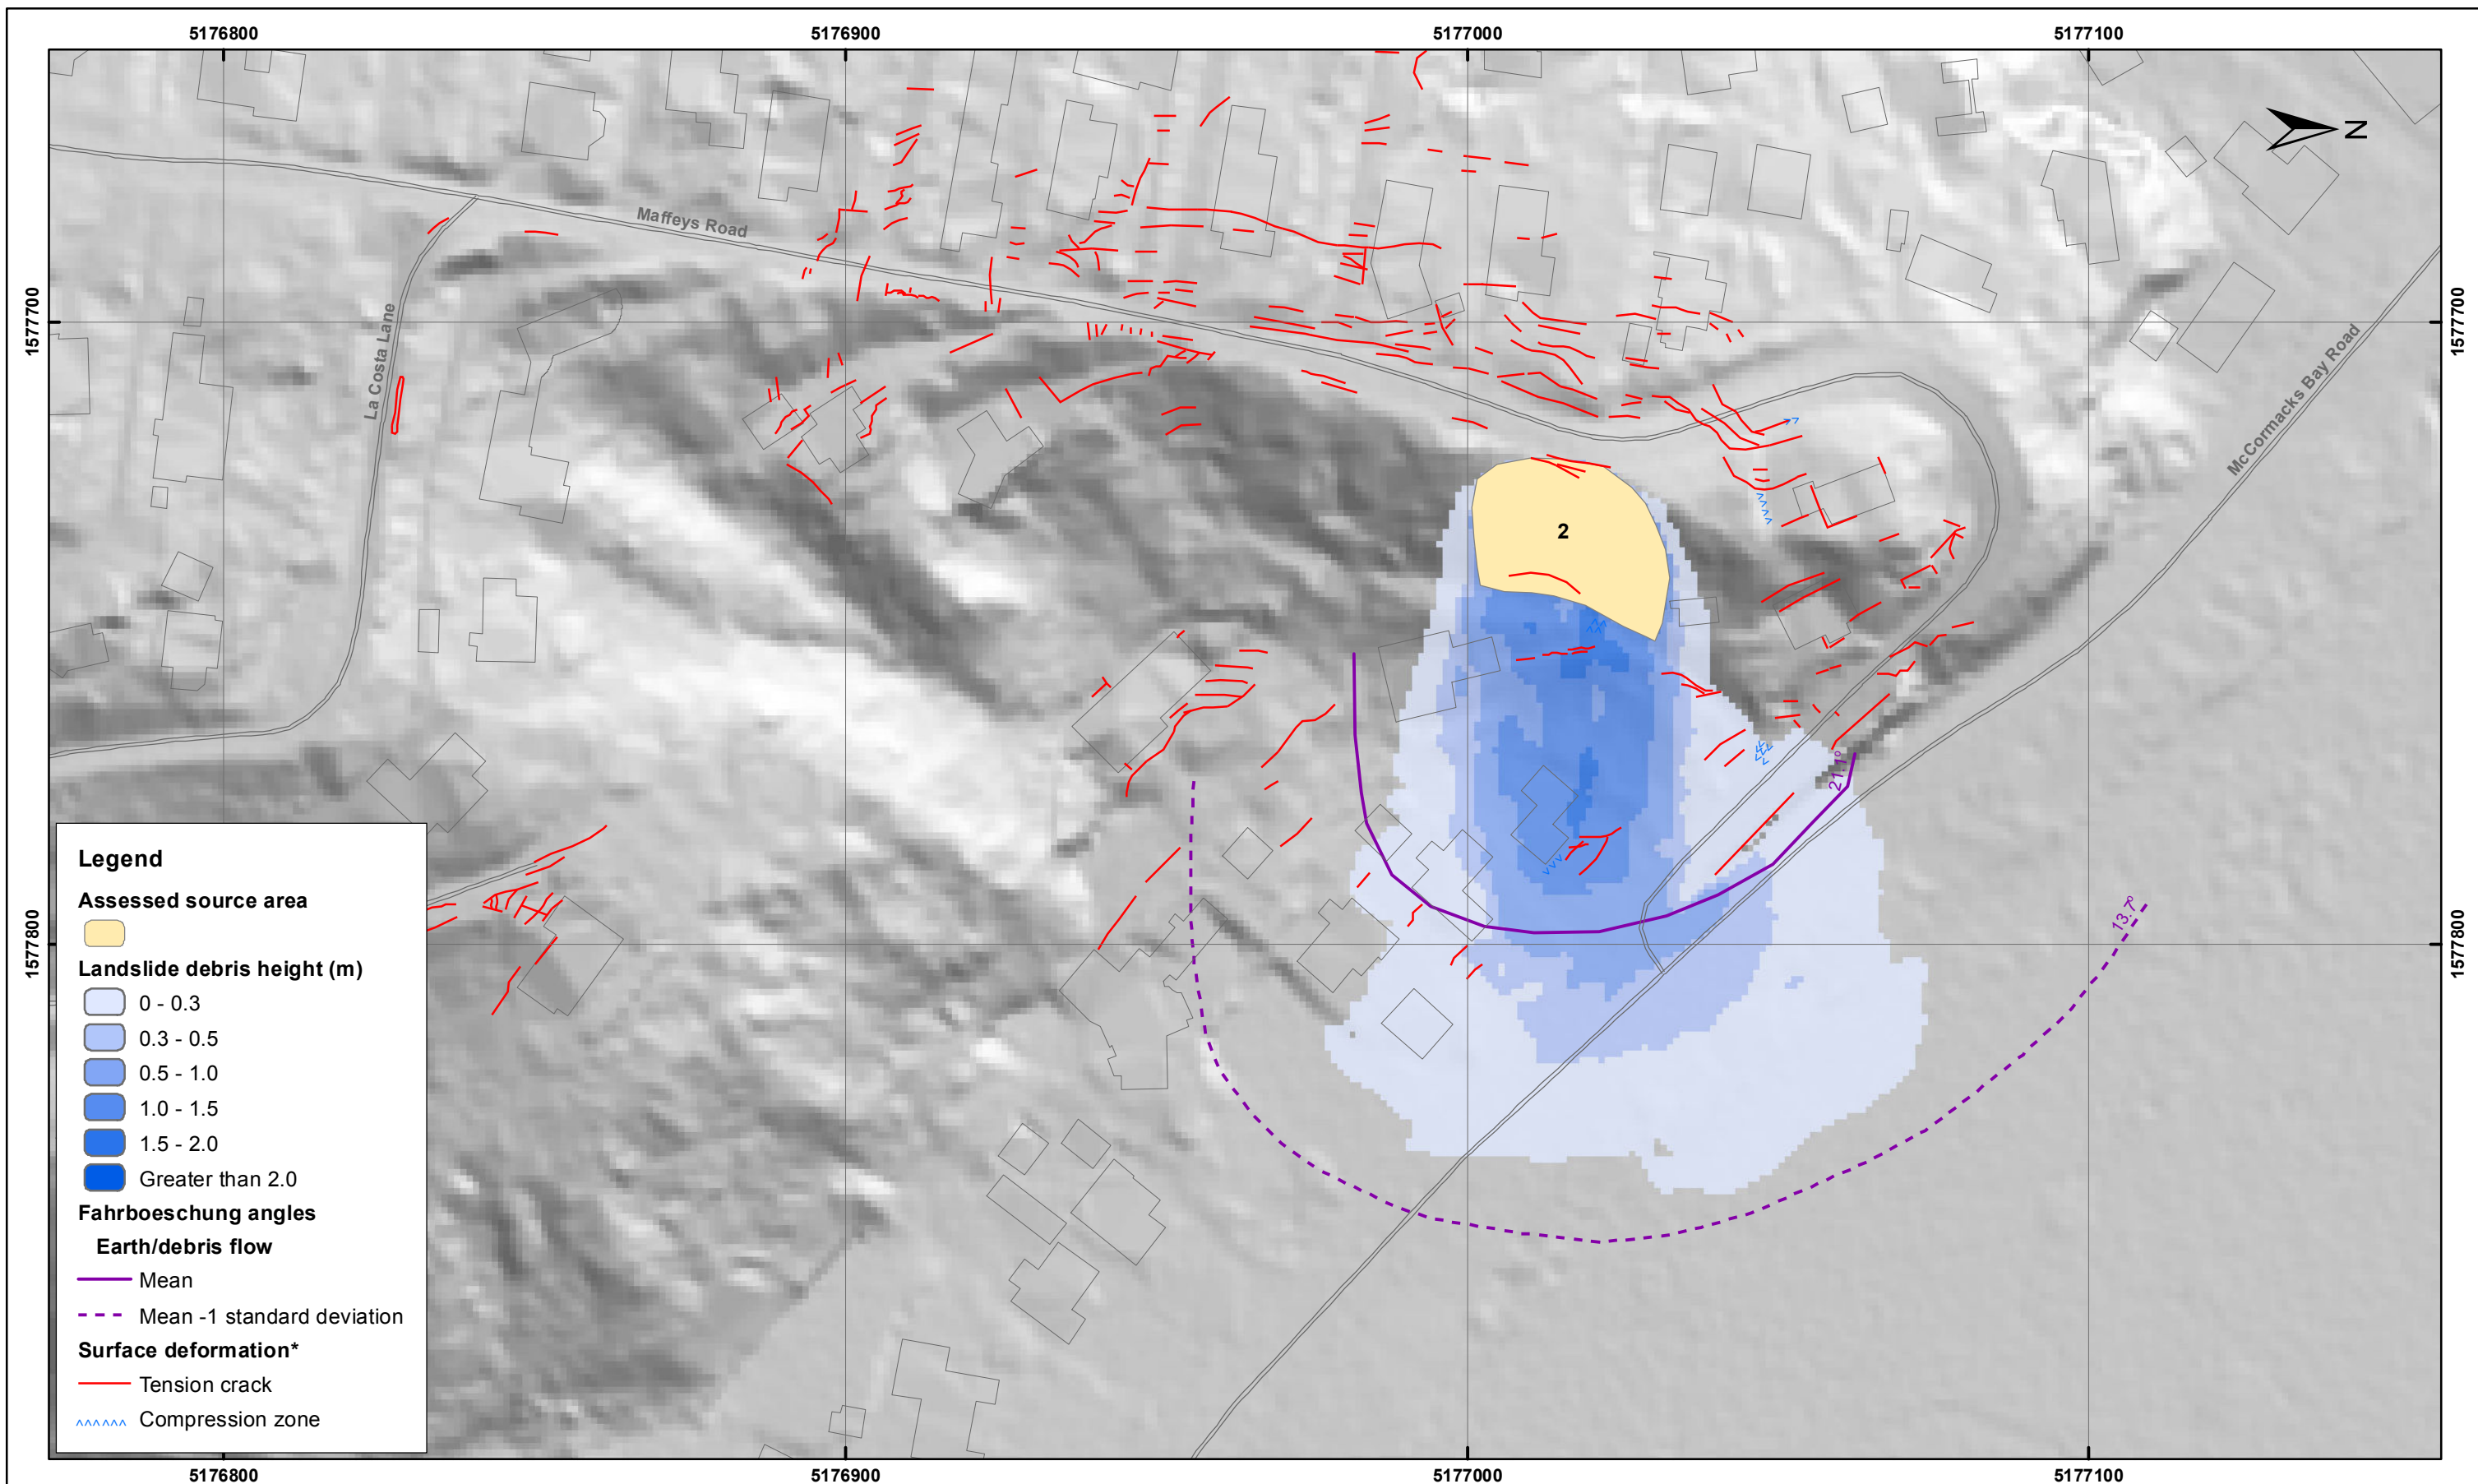 5176800
5176900
5177000
5177100
N
Maffeys Road
La Costa Lane
McCormacks Bay Road
1577700
1577700
2
21.1°
13.7°
1577800
1577800
Legend
Assessed source area
Landslide debris height (m)
0 - 0.3
0.3 - 0.5
0.5 - 1.0
1.0 - 1.5
1.5 - 2.0
Greater than 2.0
Fahrboeschung angles
Earth/debris flow
Mean
Mean -1 standard deviation
Surface deformation*
Tension crack
Compression zone
5176800
5176900
5177000
5177100